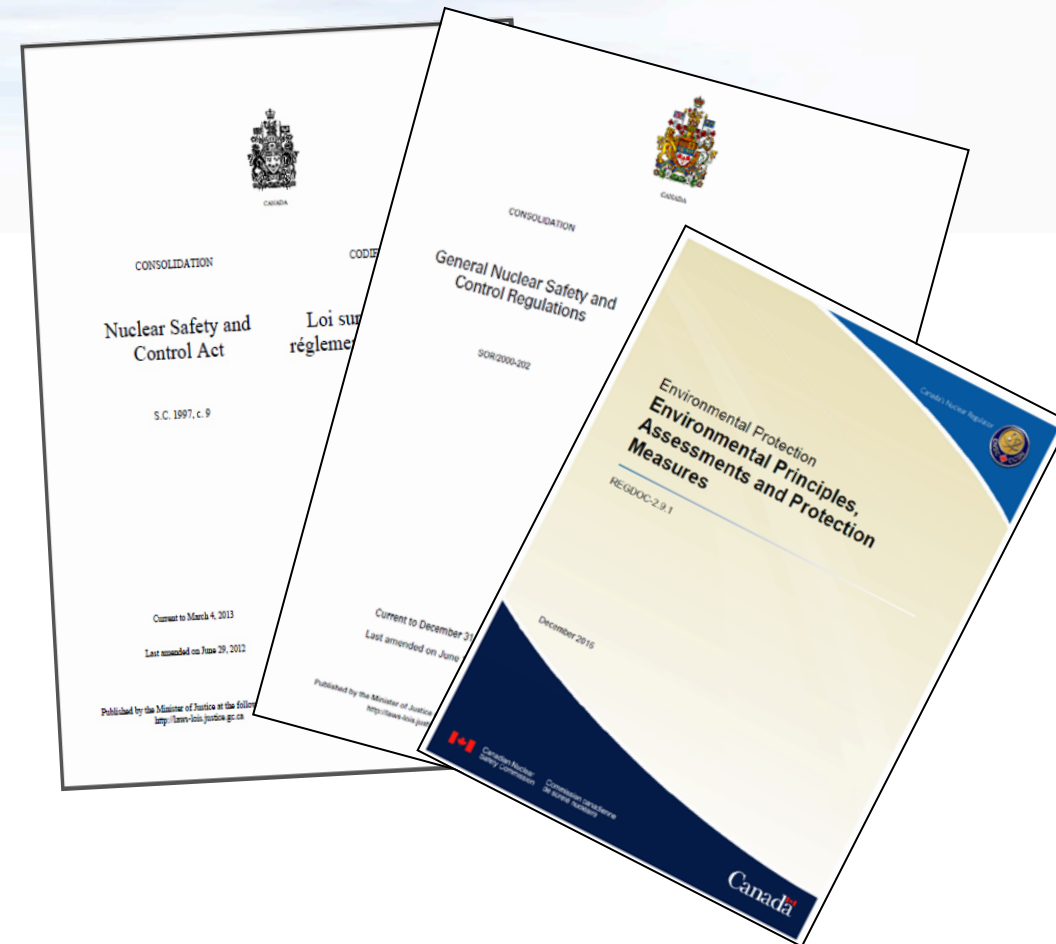 CANADA
CONSOLIDATION
CODIF
Nuclear Safety and
Control Act
Loi sur
réglemen
S.C. 1997, c. 9
Current to March 4, 2013
Last amended on June 29, 2012
Published by the Minister of Justice at the follow
http://laws-lois.justice.gc.ca
CANADA
CONSOLIDATION
General Nuclear Safety and
Control Regulations
SOR/2000-202
Current to December 31
Last amended on June
Published by the Minister of Justice
http://laws-lois.just
Canada's Nuclear Regulator
Environmental Protection
Environmental Principles,
Assessments and Protection
Measures
REGDOC-2.9.1
December 2016
Canadian Nuclear
Safety Commission
Commission canadienne
de sûreté nucléaire
Canada